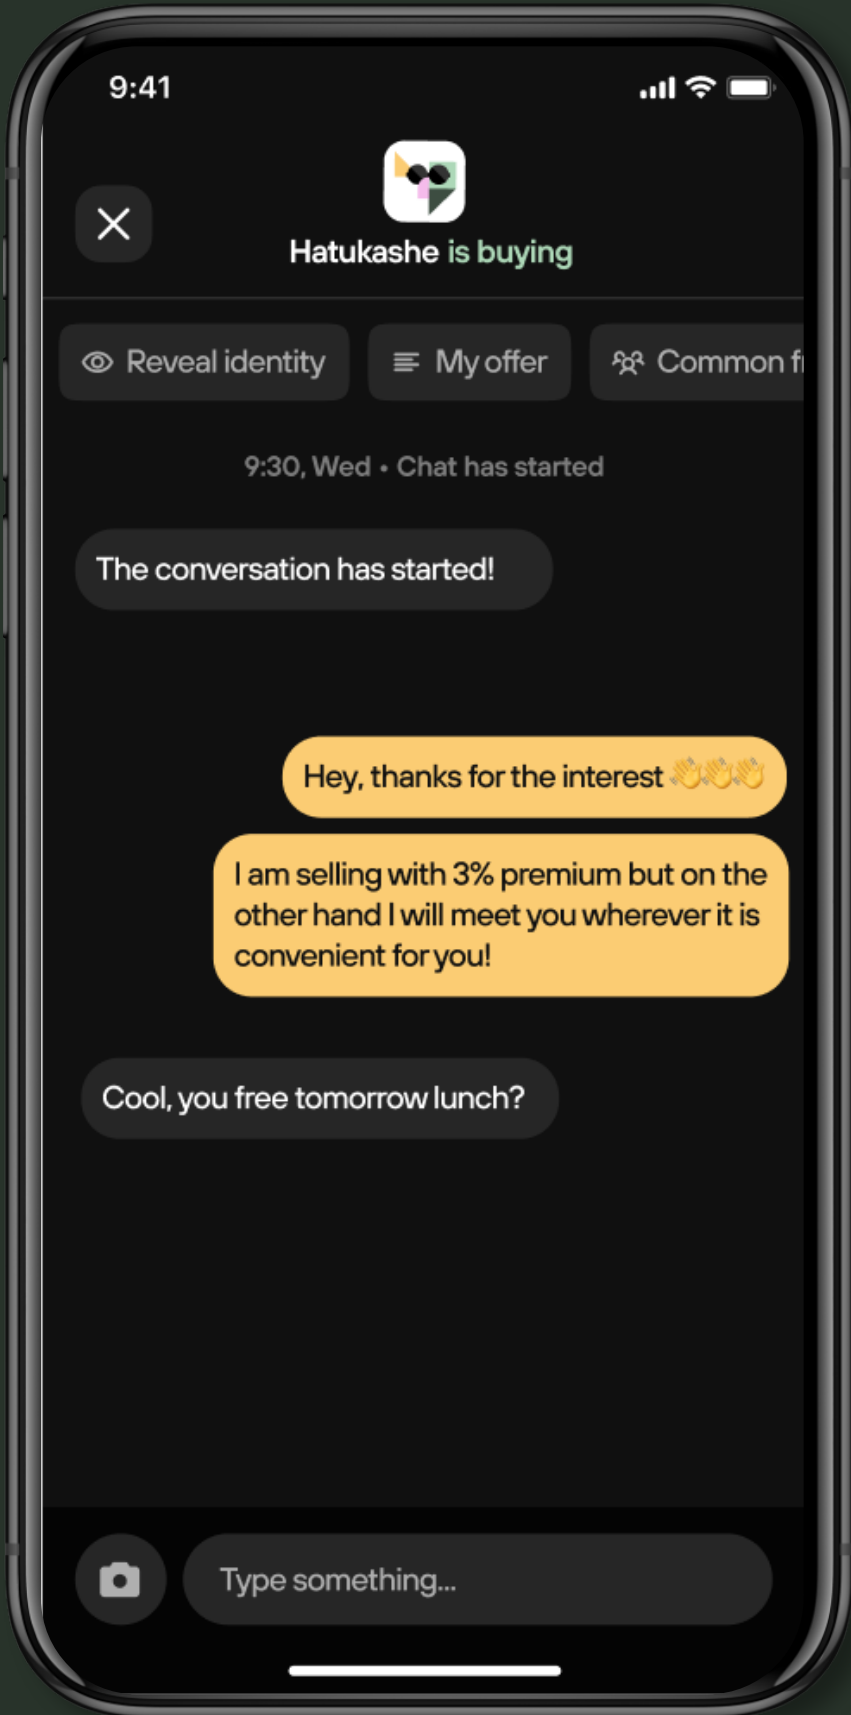 9:41
Hatukashe is buying
Reveal identity
My offer
Common f
9:30, Wed • Chat has started
The conversation has started!
Hey, thanks for the interest 👋👋👋
I am selling with 3% premium but on the
other hand I will meet you wherever it is
convenient for you!
Cool, you free tomorrow lunch?
Type something...